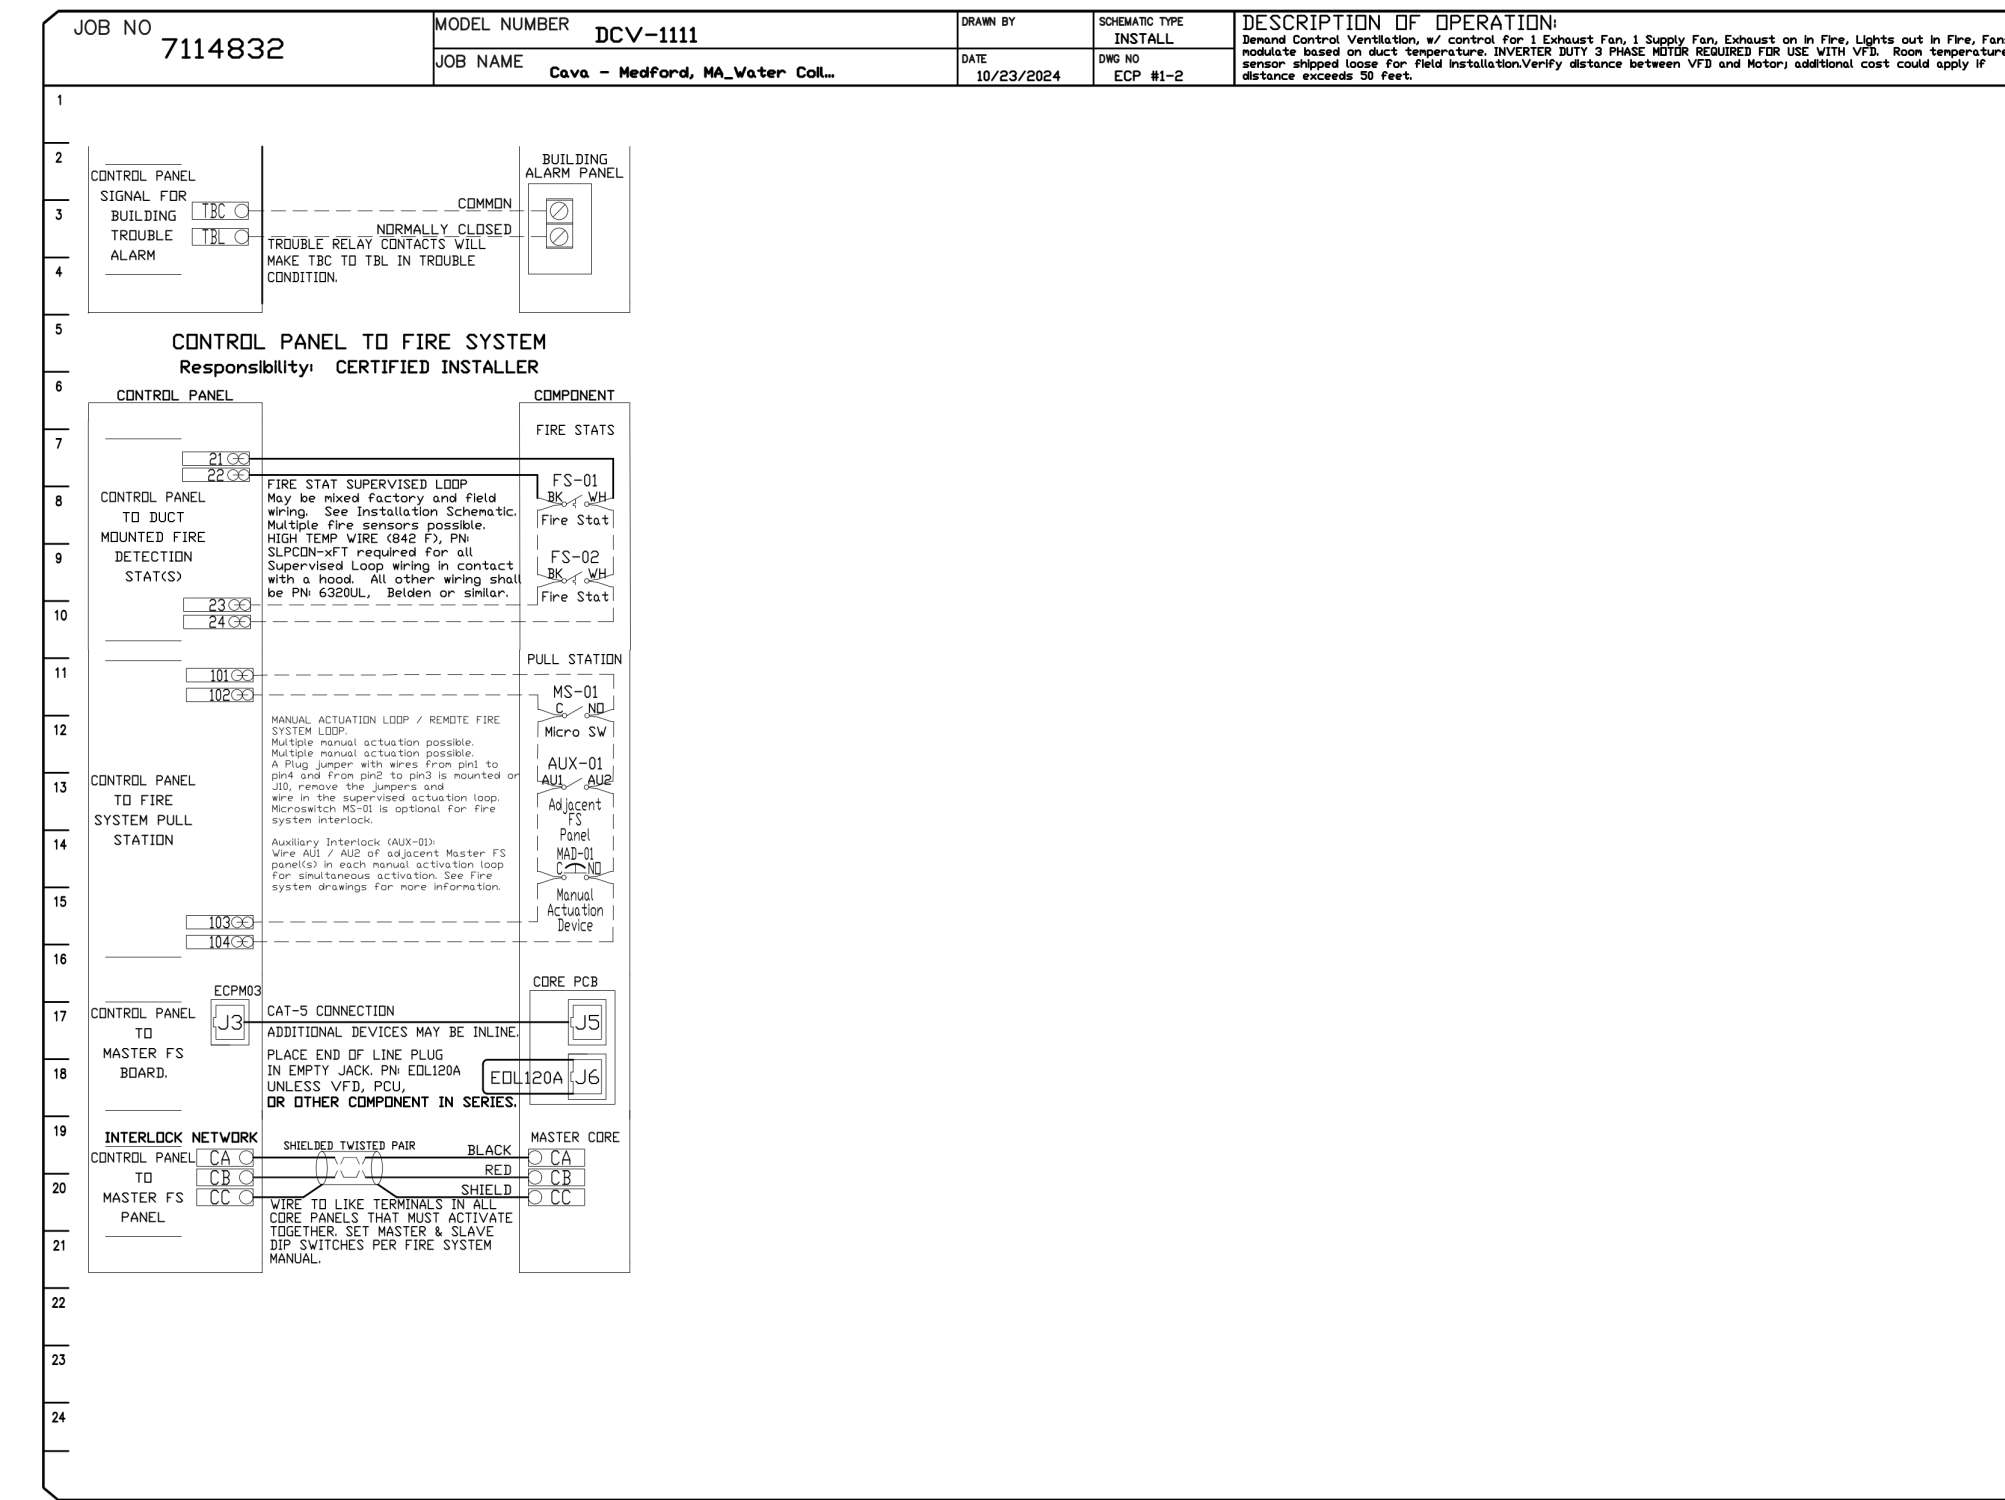 JOB NO
7114832
MODEL NUMBER
DCV-1111
JOB NAME
Cava - Medford, MA_Water Coll...
DRAWN BY
DATE
10/23/2024
SCHEMATIC TYPE
INSTALL
DWG NO
ECP #1-2
DESCRIPTION OF OPERATION:
Demand Control Ventilation, w/ control for 1 Exhaust Fan, 1 Supply Fan, Exhaust on in Fire, Lights out in Fire, Fans
modulate based on duct temperature. INVERTER DUTY 3 PHASE MOTOR REQUIRED FOR USE WITH VFD. Room temperature
sensor shipped loose for field installation.Verify distance between VFD and Motor; additional cost could apply if
distance exceeds 50 feet.
1
2
3
4
5
6
7
8
9
10
11
12
13
14
15
16
17
18
19
20
21
22
23
24
CONTROL PANEL
SIGNAL FOR
BUILDING
TROUBLE
ALARM
TBC
TBL
COMMON
NORMALLY CLOSED
TROUBLE RELAY CONTACTS WILL
MAKE TBC TO TBL IN TROUBLE
CONDITION.
BUILDING
ALARM PANEL
CONTROL PANEL TO FIRE SYSTEM
Responsibility: CERTIFIED INSTALLER
CONTROL PANEL
COMPONENT
FIRE STATS
21
22
CONTROL PANEL
TO DUCT
MOUNTED FIRE
DETECTION
STAT(S)
23
24
FIRE STAT SUPERVISED LOOP
May be mixed factory and field
wiring. See Installation Schematic.
Multiple fire sensors possible.
HIGH TEMP WIRE (842 F), PN:
SLPCON-xFT required for all
Supervised Loop wiring in contact
with a hood. All other wiring shall
be PN: 6320UL, Belden or similar.
FS-01
BK WH
Fire Stat
FS-02
BK WH
Fire Stat
PULL STATION
101
102
MS-01
C NO
Micro SW
AUX-01
AU1 AU2
Adjacent
FS
Panel
MAD-01
C NO
Manual
Actuation
Device
MANUAL ACTUATION LOOP / REMOTE FIRE
SYSTEM LOOP.
Multiple manual actuation possible.
Multiple manual actuation possible.
A Plug jumper with wires from pin1 to
pin4 and from pin2 to pin3 is mounted or
J10, remove the jumpers and
wire in the supervised actuation loop.
Microswitch MS-01 is optional for fire
system interlock.
Auxiliary Interlock (AUX-01):
Wire AU1 / AU2 of adjacent Master FS
panel(s) in each manual activation loop
for simultaneous activation. See Fire
system drawings for more information.
CONTROL PANEL
TO FIRE
SYSTEM PULL
STATION
103
104
ECPM03
J3
CONTROL PANEL
TO
MASTER FS
BOARD.
CAT-5 CONNECTION
ADDITIONAL DEVICES MAY BE INLINE.
PLACE END OF LINE PLUG
IN EMPTY JACK. PN: EOL120A
UNLESS VFD, PCU,
OR OTHER COMPONENT IN SERIES.
CORE PCB
J5
EOL120A J6
INTERLOCK NETWORK
CONTROL PANEL
TO
MASTER FS
PANEL
CA
CB
CC
SHIELDED TWISTED PAIR
BLACK
RED
SHIELD
MASTER CORE
CA
CB
CC
WIRE TO LIKE TERMINALS IN ALL
CORE PANELS THAT MUST ACTIVATE
TOGETHER. SET MASTER & SLAVE
DIP SWITCHES PER FIRE SYSTEM
MANUAL.